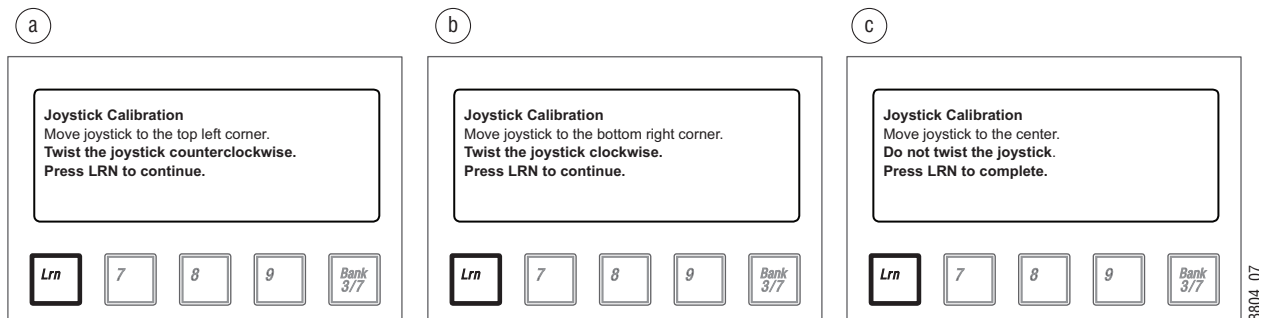 a
Joystick Calibration
Move joystick to the top left corner.
Twist the joystick counterclockwise.
Press LRN to continue.
Lrn
7
8
9
Bank
3/7
b
Joystick Calibration
Move joystick to the bottom right corner.
Twist the joystick clockwise.
Press LRN to continue.
Lrn
7
8
9
Bank
3/7
c
Joystick Calibration
Move joystick to the center.
Do not twist the joystick.
Press LRN to complete.
Lrn
7
8
9
Bank
3/7
8804_07